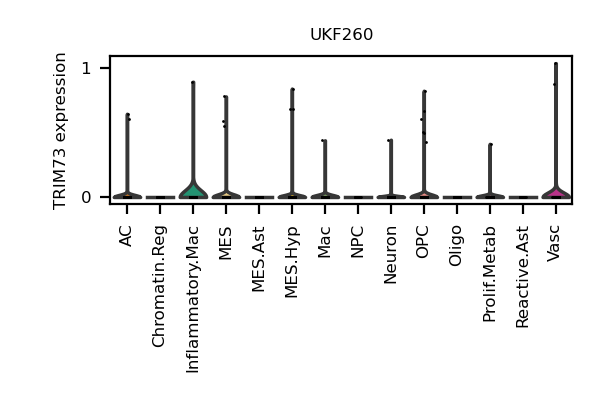 UKF260
TRIM73 expression
1
0
AC
Chromatin.Reg
Inflammatory.Mac
MES
MES.Ast
MES.Hyp
Mac
NPC
Neuron
OPC
Oligo
Prolif.Metab
Reactive.Ast
Vasc